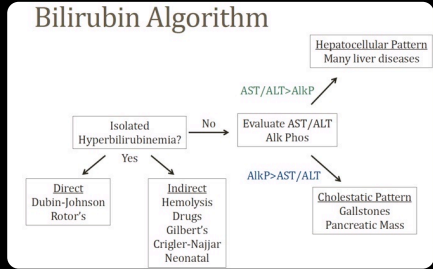 Bilirubin Algorithm
Hepatocellular Pattern
Many liver diseases
AST/ALT>AlkP
Isolated
Hyperbilirubinemia?
No
Evaluate AST/ALT
Alk Phos
Yes
AlkP>AST/ALT
Direct
Dubin-Johnson
Rotor's
Indirect
Hemolysis
Drugs
Gilbert's
Crigler-Najjar
Neonatal
Cholestatic Pattern
Gallstones
Pancreatic Mass